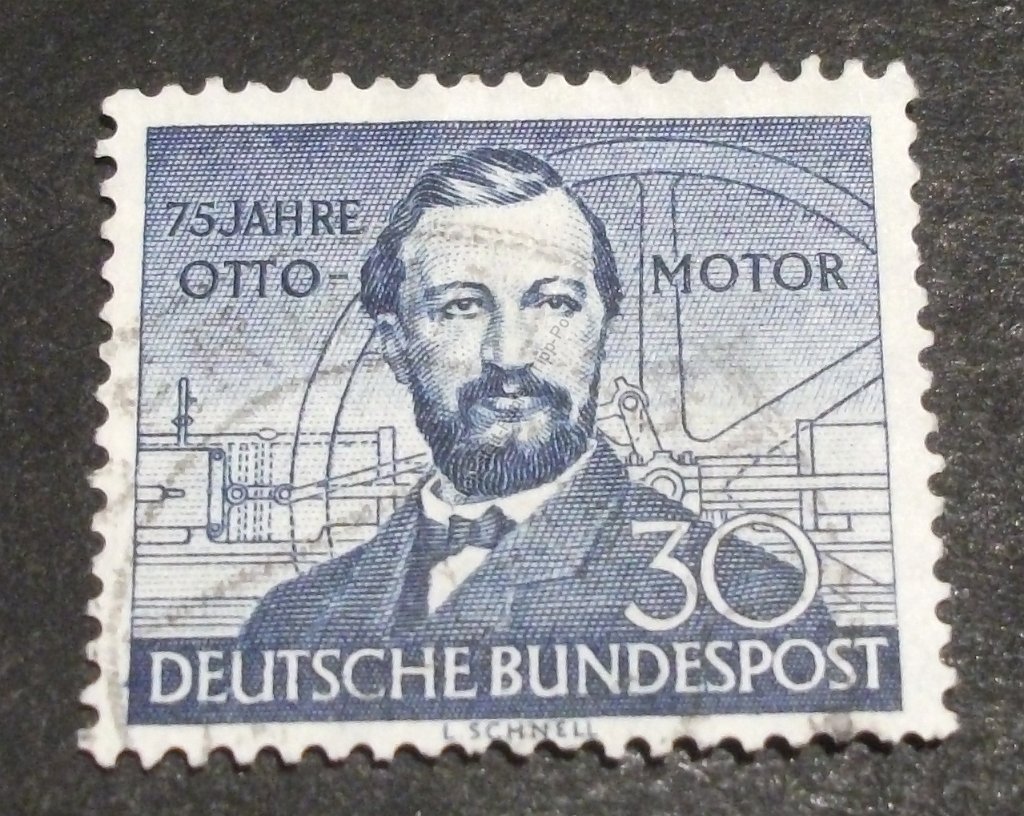 75 JAHRE
OTTO- MOTOR
30
DEUTSCHE BUNDESPOST
L. SCHNELL